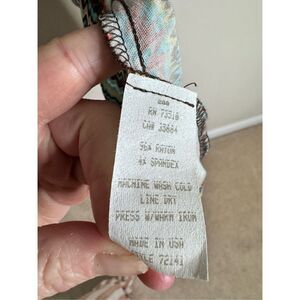 RN 73518
CA# 33684
96% RAYON
4% SPANDEX
MACHINE WASH COLD
LINE DRY
PRESS W/WARM IRON
MADE IN USA
72141